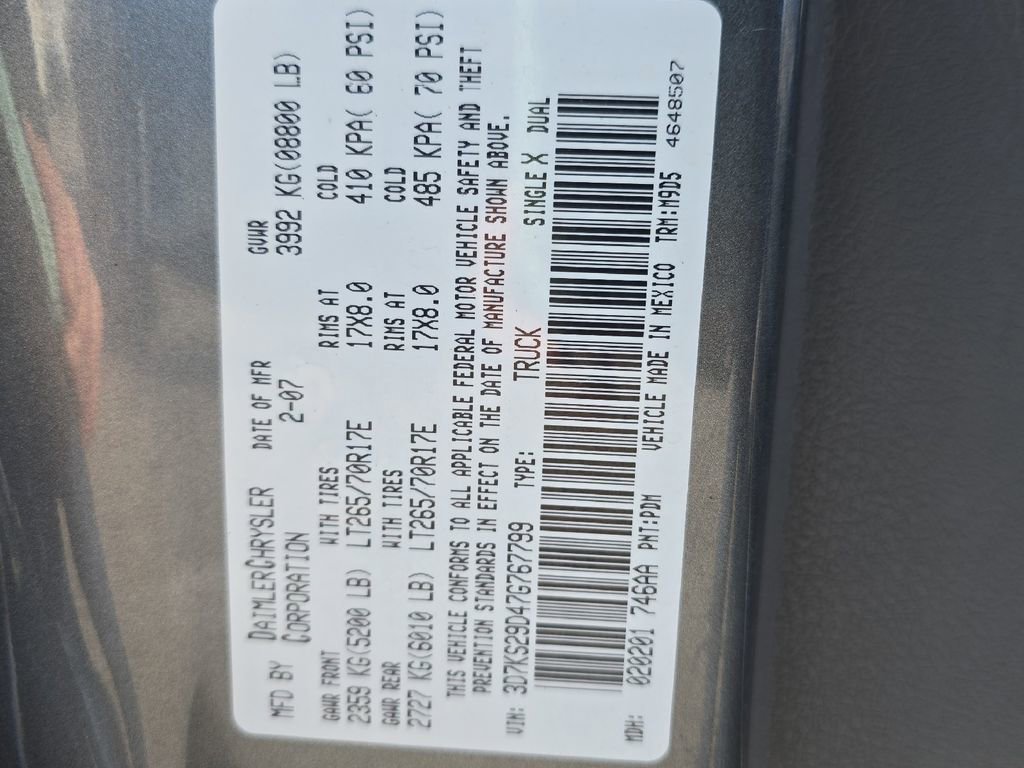 MFD BY DAIMLERCHRYSLER CORPORATION DATE OF MFR 2-07 GVWR 3992 KG(08800 LB)
GAWR FRONT WITH TIRES RIMS AT COLD
2359 KG(5200 LB) LT265/70R17E 17X8.0 410 KPA( 60 PSI)
GAWR REAR WITH TIRES RIMS AT COLD
2727 KG(6010 LB) LT265/70R17E 17X8.0 485 KPA( 70 PSI)
THIS VEHICLE CONFORMS TO ALL APPLICABLE FEDERAL MOTOR VEHICLE SAFETY AND THEFT
PREVENTION STANDARDS IN EFFECT ON THE DATE OF MANUFACTURE SHOWN ABOVE.
VIN: 3D7KS29D47G767799 TYPE: TRUCK SINGLE X DUAL
MDH: 020201 746AA PNT:PDM VEHICLE MADE IN MEXICO TRM:M9D5 4648507